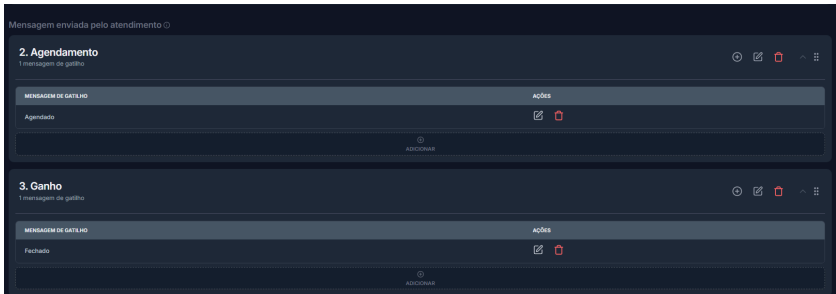 Mensagem enviada pelo atendimento
2. Agendamento
1 mensagem de gatilho
MENSAGEM DE GATILHO AÇÕES
Agendado
ADICIONAR
3. Ganho
1 mensagem de gatilho
MENSAGEM DE GATILHO AÇÕES
Fechado
ADICIONAR